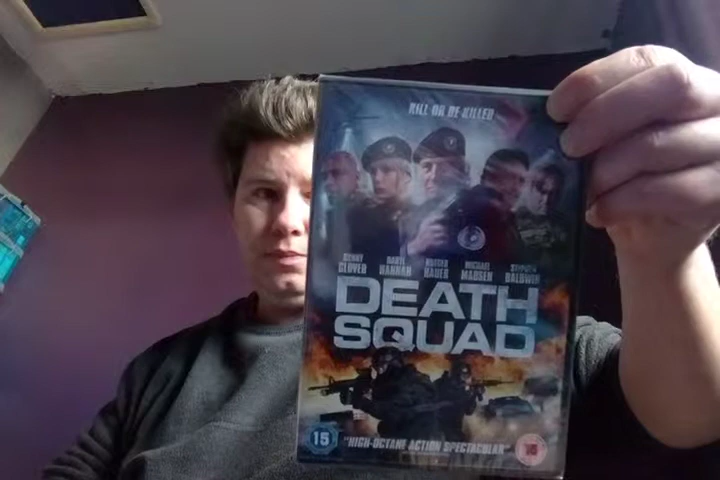 KILL OR BE KILLED
DANNY DARYL RUTGER MICHAEL STEPHEN
GLOVER HANNAH HAUER MADSEN BALDWIN
DEATH
SQUAD
15 "HIGH-OCTANE ACTION SPECTACULAR" 15